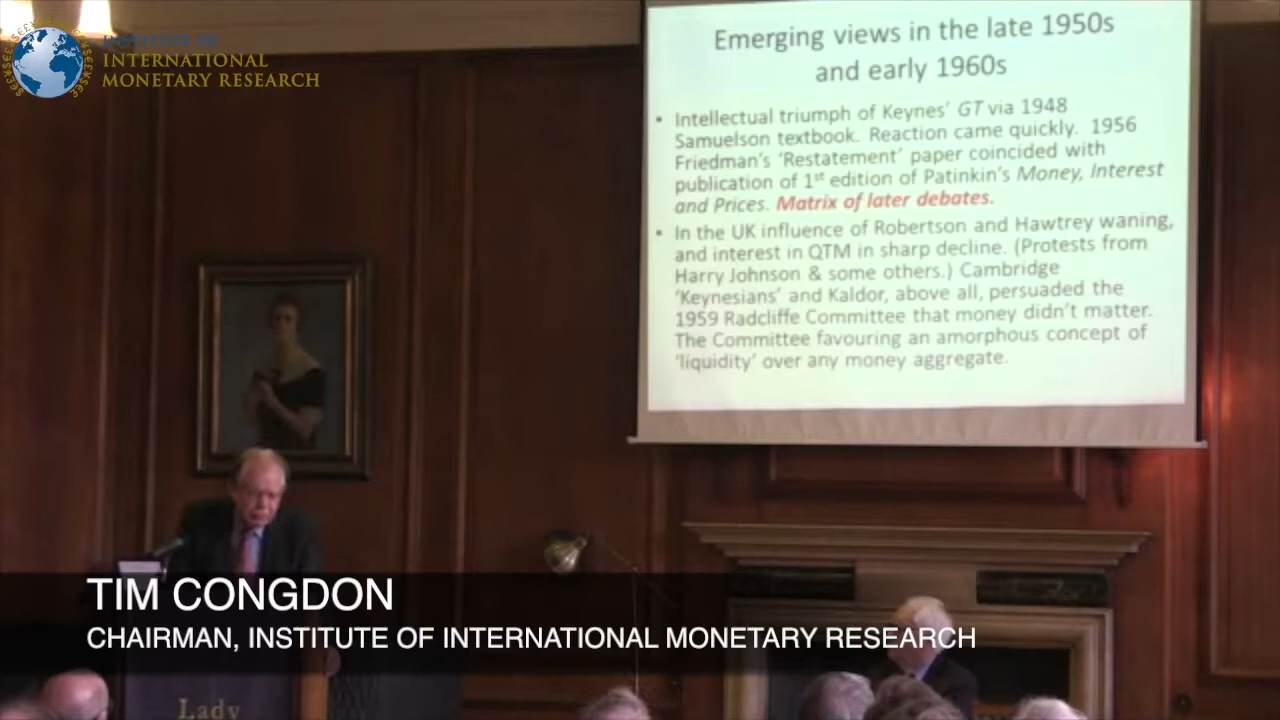 INSTITUTE OF
INTERNATIONAL
MONETARY RESEARCH
Emerging views in the late 1950s
and early 1960s
• Intellectual triumph of Keynes' GT via 1948
Samuelson textbook. Reaction came quickly. 1956
Friedman's 'Restatement' paper coincided with
publication of 1st edition of Patinkin's Money, Interest
and Prices. Matrix of later debates.
• In the UK influence of Robertson and Hawtrey waning,
and interest in QTM in sharp decline. (Protests from
Harry Johnson & some others.) Cambridge
'Keynesians' and Kaldor, above all, persuaded the
1959 Radcliffe Committee that money didn't matter.
The Committee favouring an amorphous concept of
'liquidity' over any money aggregate.
TIM CONGDON
CHAIRMAN, INSTITUTE OF INTERNATIONAL MONETARY RESEARCH
Lady